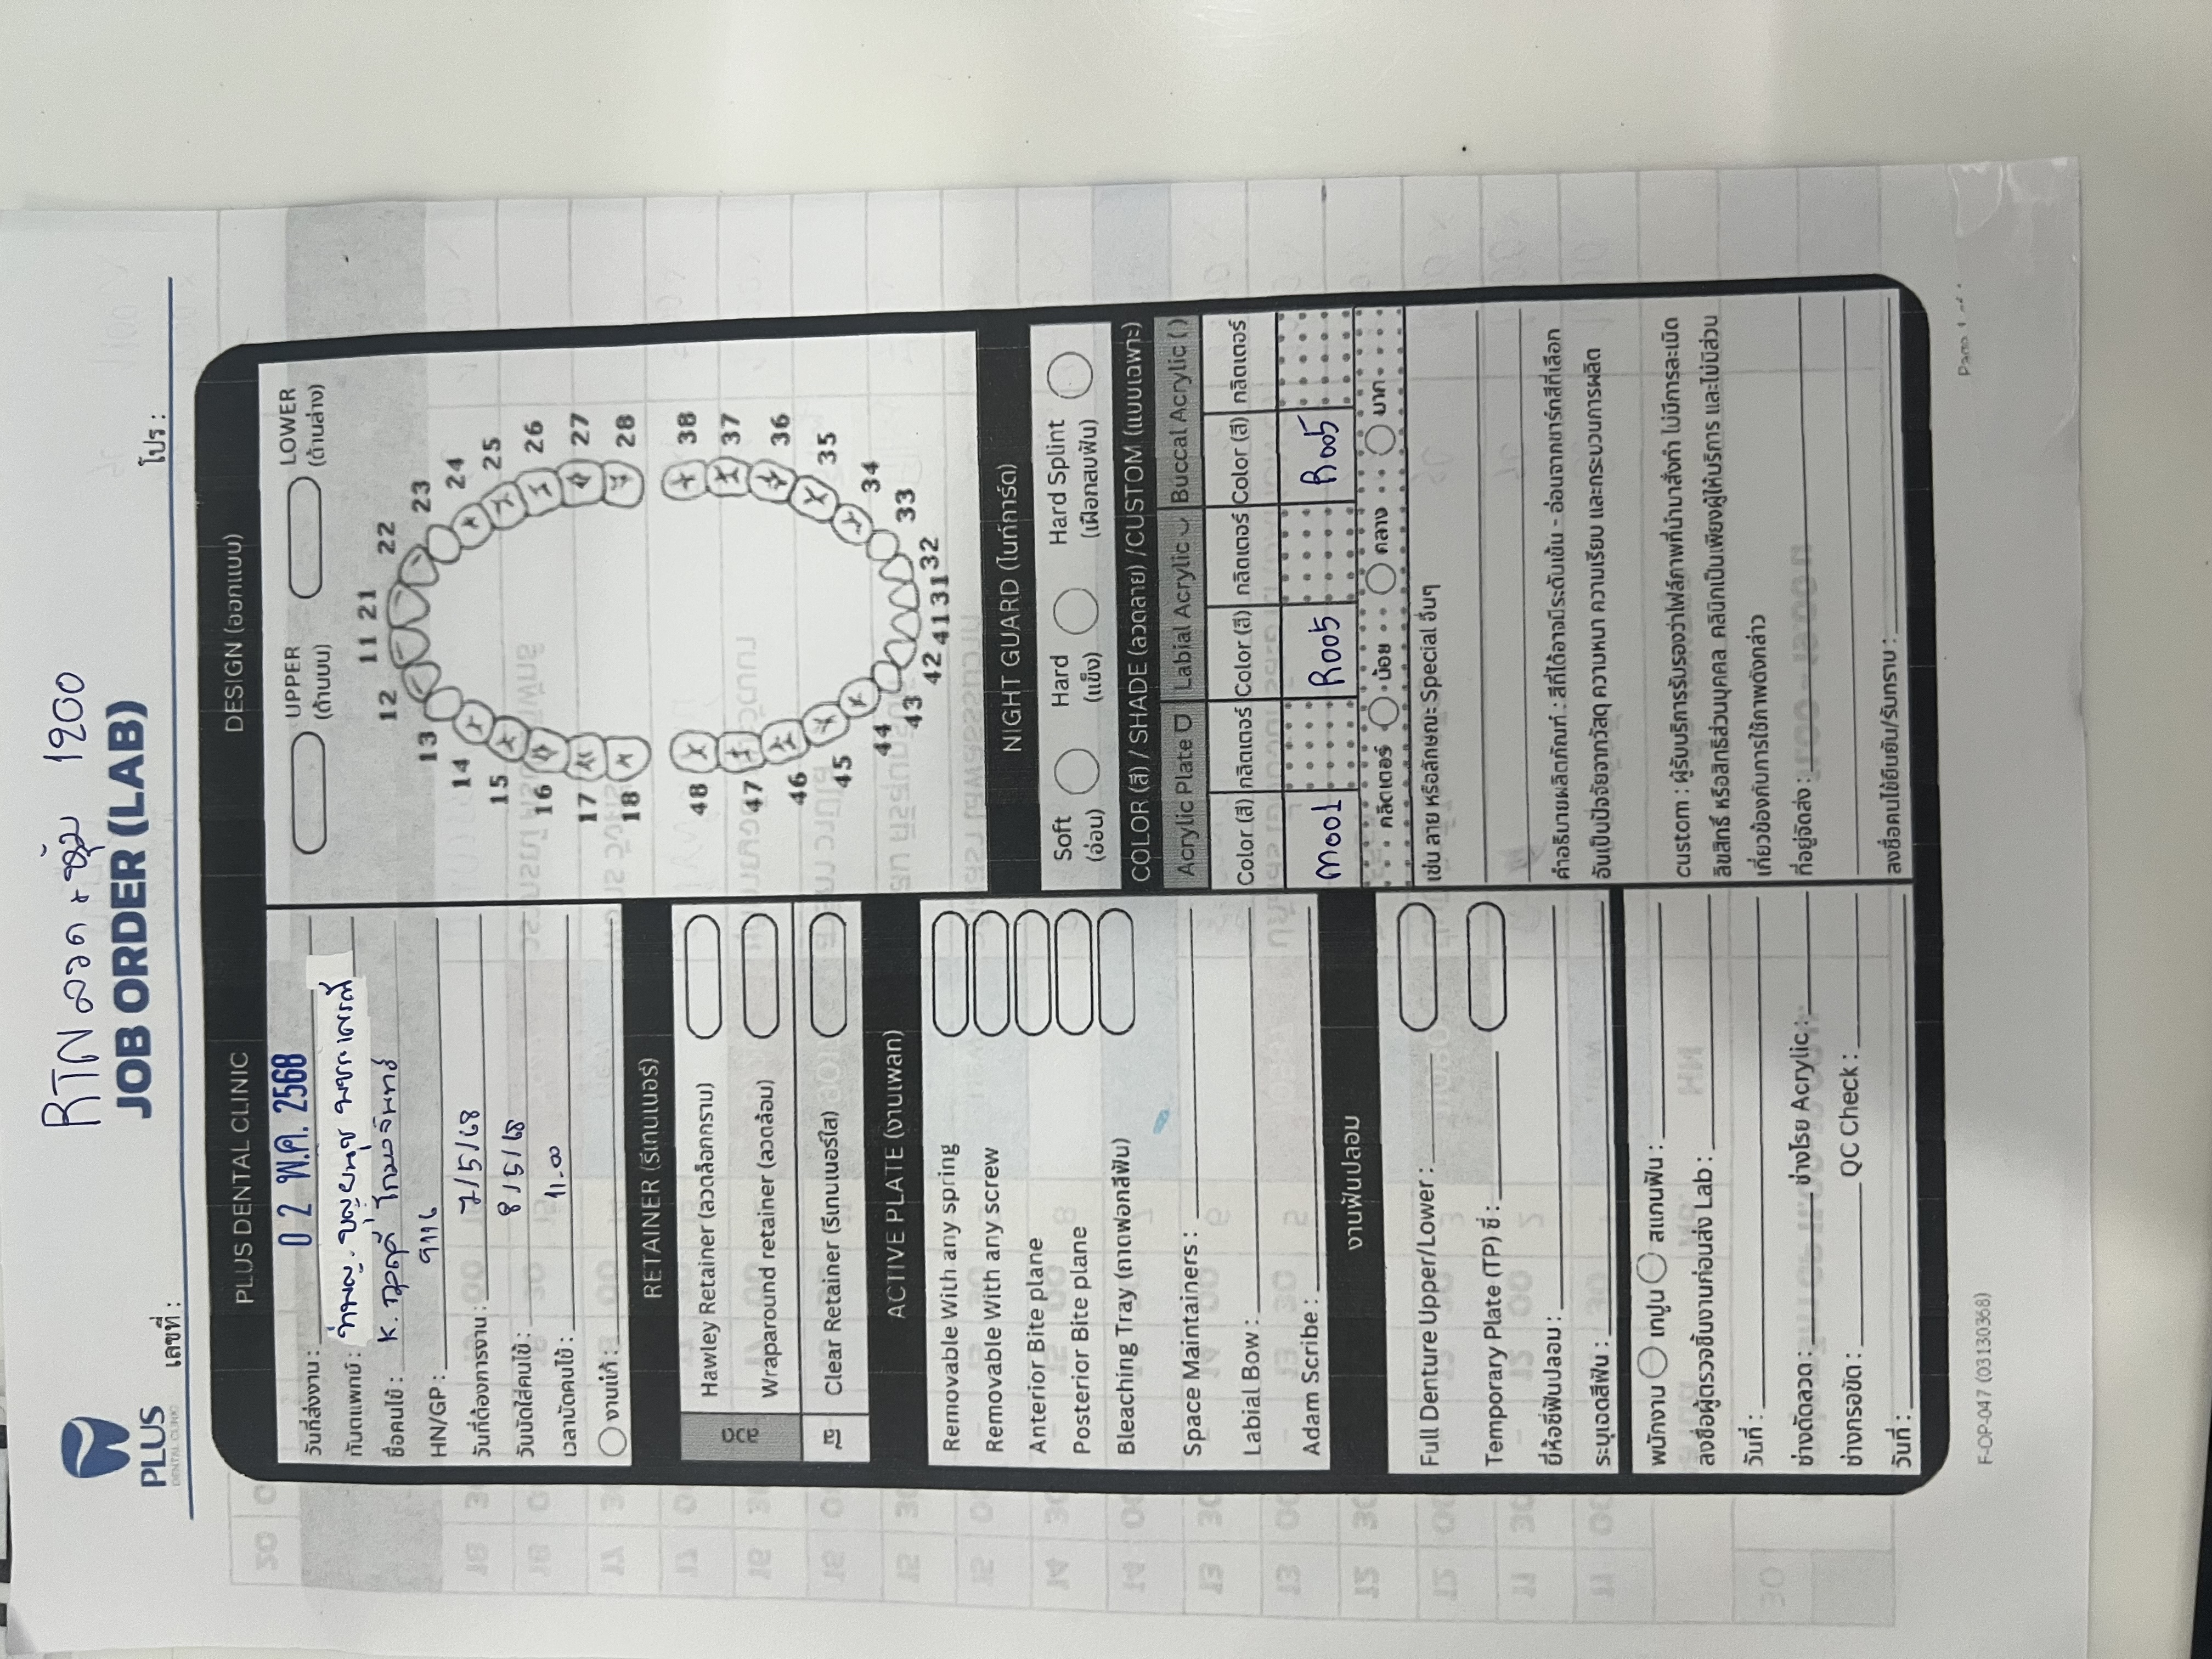 RTN ลวด + หุ้ม 1200
PLUS
DENTAL CLINIC
JOB ORDER (LAB)
เลขที่ :
โปร :
PLUS DENTAL CLINIC
วันที่ส่งงาน : 02 พ.ค. 2568
ทันตแพทย์ : ทพญ. บุญยนุช
ชื่อคนไข้ : K.
HN/GP : 9116
วันที่ต้องการงาน : 7/5/68
วันนัดใส่คนไข้ : 8/5/68
เวลานัดคนไข้ : 11.00
งานแก้ :
RETAINER (รีเทนเนอร์)
ลวด
Hawley Retainer (ลวดล็อกกราม)
Wraparound retainer (ลวดล้อม)
ใส
Clear Retainer (รีเทนเนอร์ใส)
ACTIVE PLATE (งานเพลท)
Removable With any spring
Removable With any screw
Anterior Bite plane
Posterior Bite plane
Bleaching Tray (ถาดฟอกสีฟัน)
Space Maintainers :
Labial Bow :
Adam Scribe :
งานฟันปลอม
Full Denture Upper/Lower :
Temporary Plate (TP) ซี่ :
ยี่ห้อซี่ฟันปลอม :
ระบุเฉดสีฟัน :
พนักงาน เทปูน สแกนฟัน :
ลงชื่อผู้ตรวจชิ้นงานก่อนส่ง Lab :
วันที่ :
ช่างดัดลวด : ช่างโรย Acrylic :
ช่างกรอขัด : QC Check :
วันที่ :
DESIGN (ออกแบบ)
UPPER (ด้านบน) LOWER (ด้านล่าง)
11 21
12 22
13 23
14 24
15 25
16 26
17 27
18 28
48 38
47 37
46 36
45 35
44 34
43 33
42 41 31 32
NIGHT GUARD (ไนท์การ์ด)
Soft (อ่อน) Hard (แข็ง) Hard Splint (เฝือกสบฟัน)
COLOR (สี) / SHADE (ลวดลาย) /CUSTOM (แบบเฉพาะ)
Acrylic Plate Labial Acrylic Buccal Acrylic ( )
Color (สี) กลิตเตอร์ Color (สี) กลิตเตอร์ Color (สี) กลิตเตอร์
M001 R005 R005
กลิตเตอร์ น้อย กลาง มาก
เช่น ลาย หรือลักษณะ Special อื่นๆ
คำอธิบายผลิตภัณฑ์ : สีที่ได้อาจมีระดับเข้ม - อ่อนจากชาร์ทสีที่เลือก
อันเป็นปัจจัยจากวัสดุ ความหนา ความเรียบ และกระบวนการผลิต
custom : ผู้รับบริการรับรองว่าไฟล์ภาพที่นำมาสั่งทำ ไม่มีการละเมิด
ลิขสิทธิ์ หรือสิทธิส่วนบุคคล คลินิกเป็นเพียงผู้ให้บริการ และไม่มีส่วน
เกี่ยวข้องกับการใช้ภาพดังกล่าว
ที่อยู่จัดส่ง :
ลงชื่อคนไข้ยืนยัน/รับทราบ :
F-OP-047 (03130368)